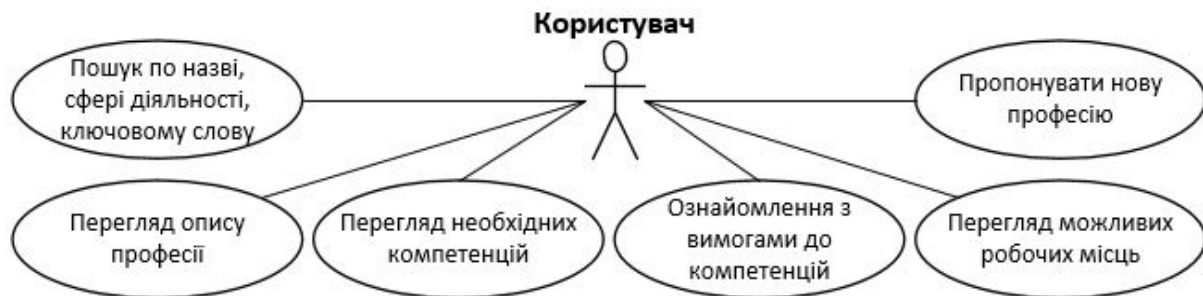 Користувач
Пошук по назві,
сфері діяльності,
ключовому слову
Пропонувати нову
професію
Перегляд опису
професії
Перегляд необхідних
компетенцій
Ознайомлення з
вимогами до
компетенцій
Перегляд можливих
робочих місць